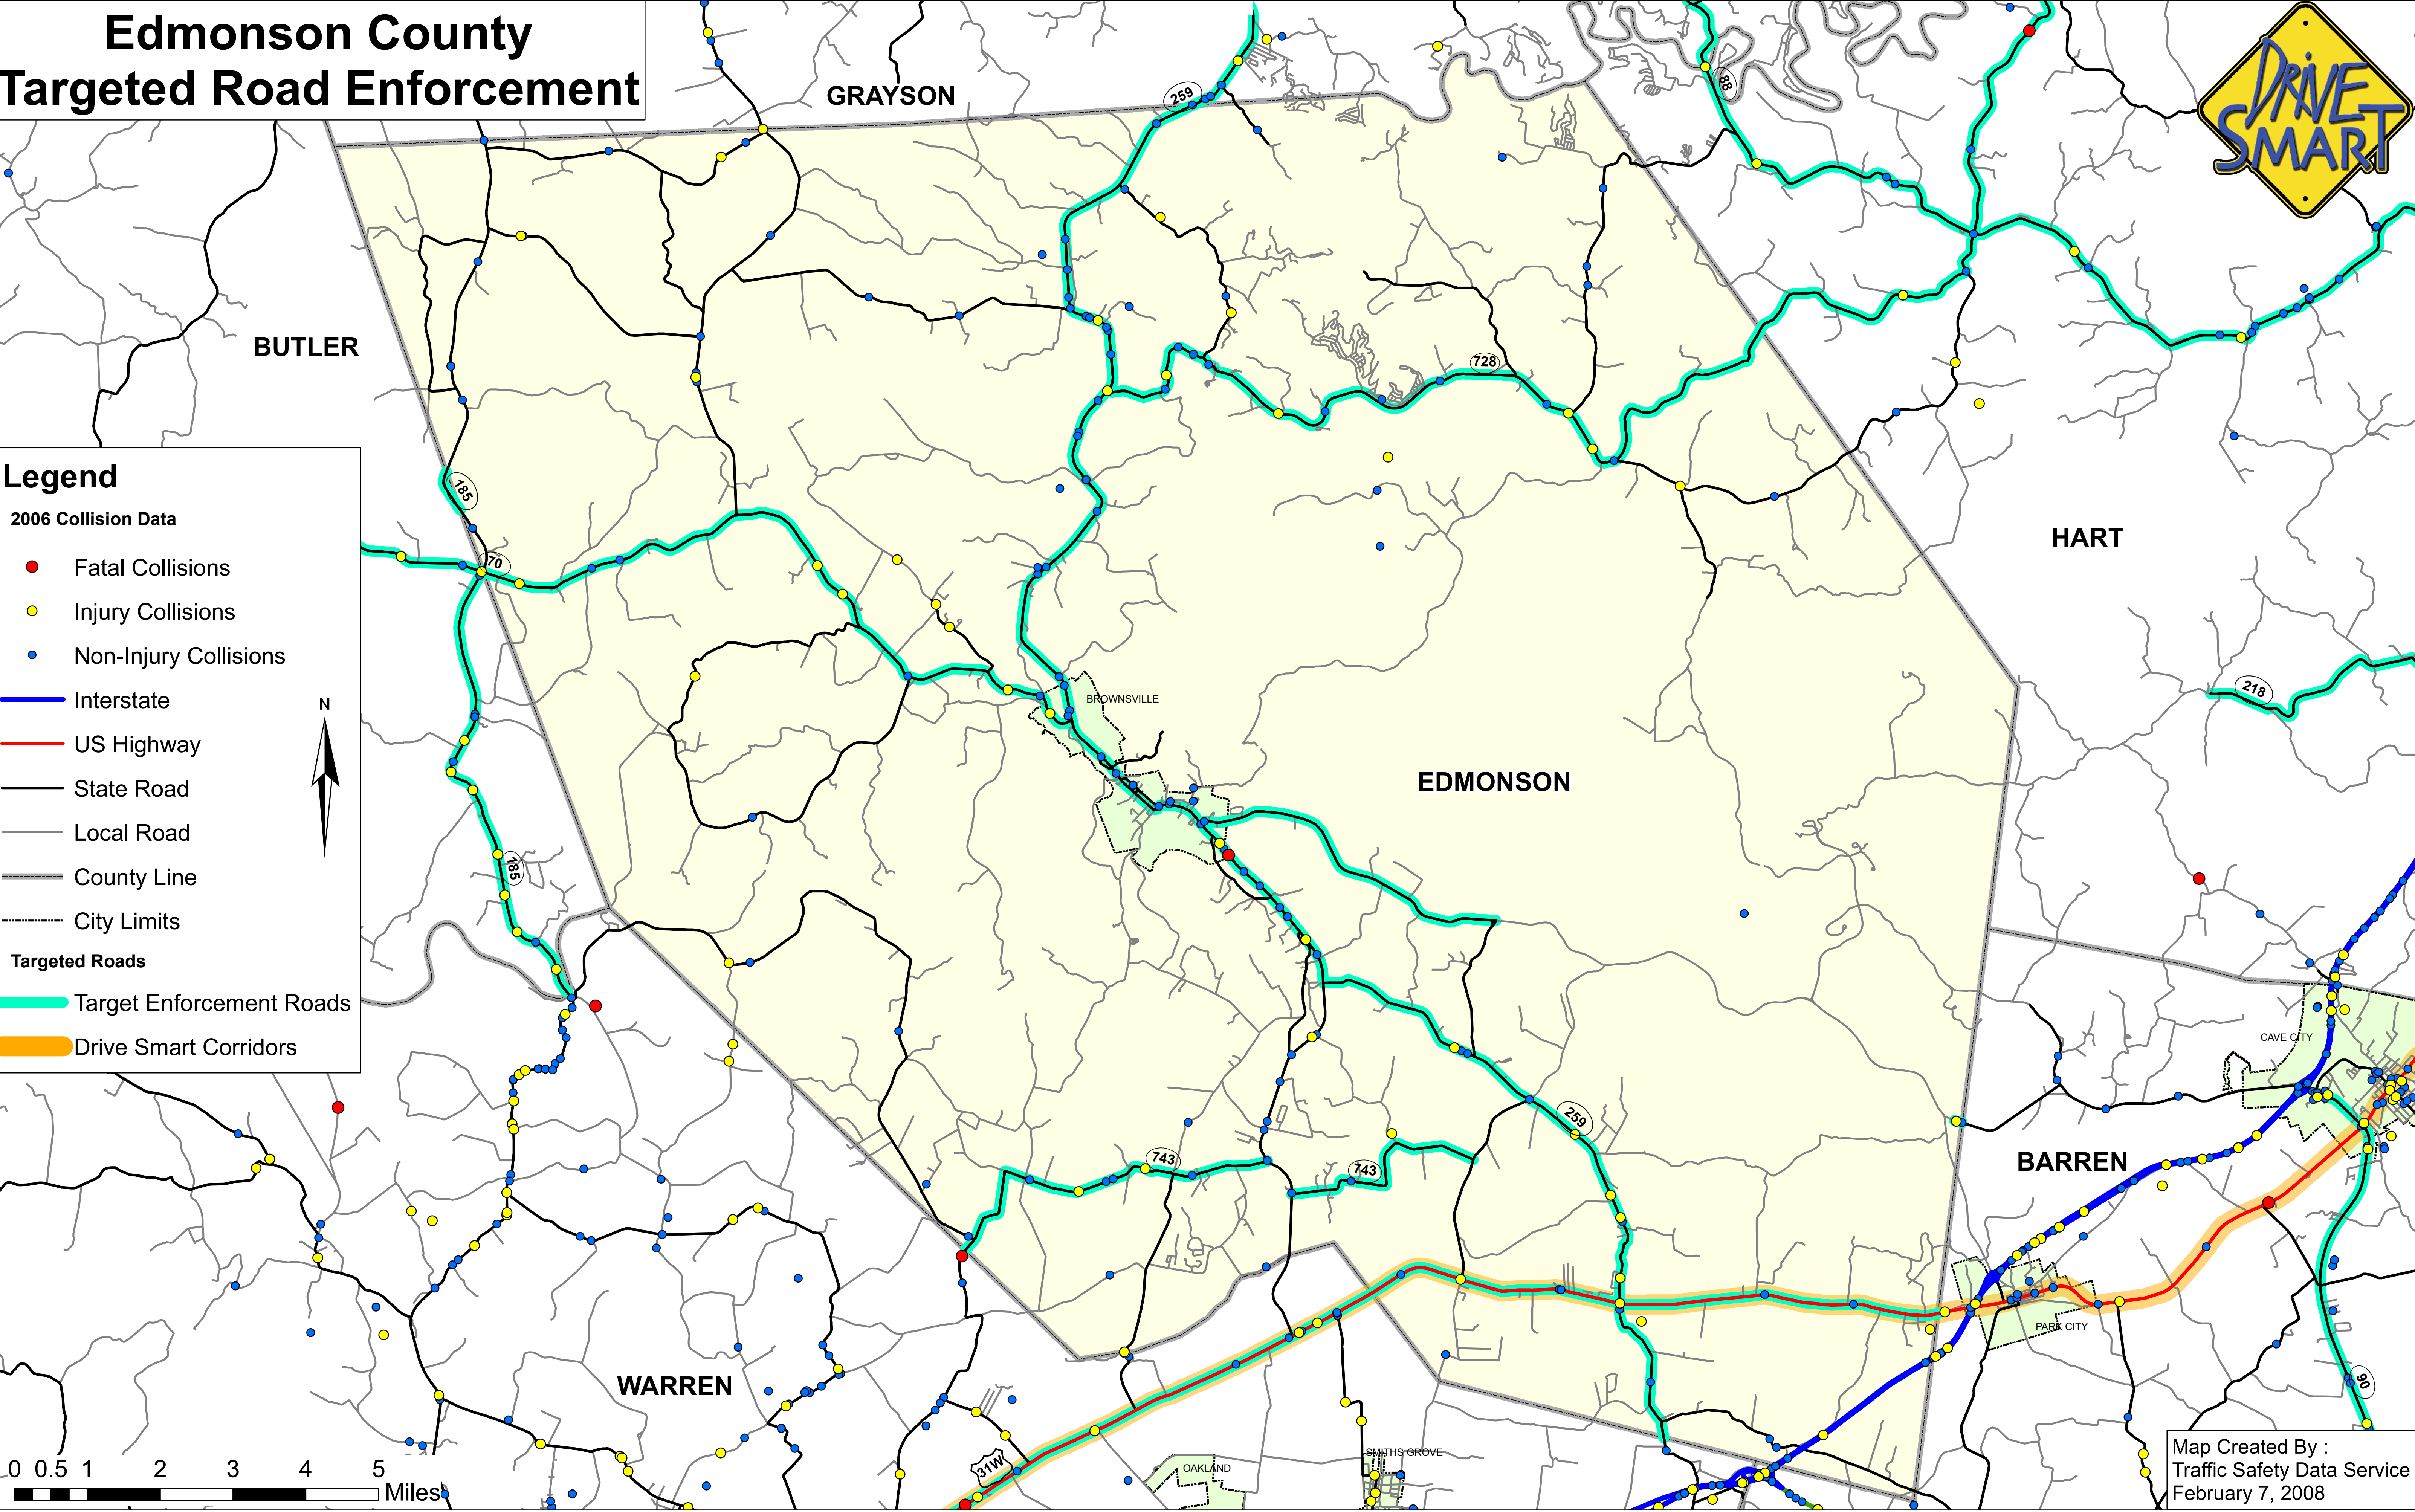 Edmonson County
Targeted Road Enforcement
DRIVE
SMART
GRAYSON
259
88
BUTLER
728
Legend
2006 Collision Data
Fatal Collisions
Injury Collisions
Non-Injury Collisions
Interstate
US Highway
State Road
Local Road
County Line
City Limits
Targeted Roads
Target Enforcement Roads
Drive Smart Corridors
N
185
70
HART
218
BROWNSVILLE
EDMONSON
185
CAVE CITY
259
743
743
BARREN
PARK CITY
WARREN
90
31W
OAKLAND
SMITHS GROVE
0 0.5 1 2 3 4 5
Miles
Map Created By :
Traffic Safety Data Service
February 7, 2008